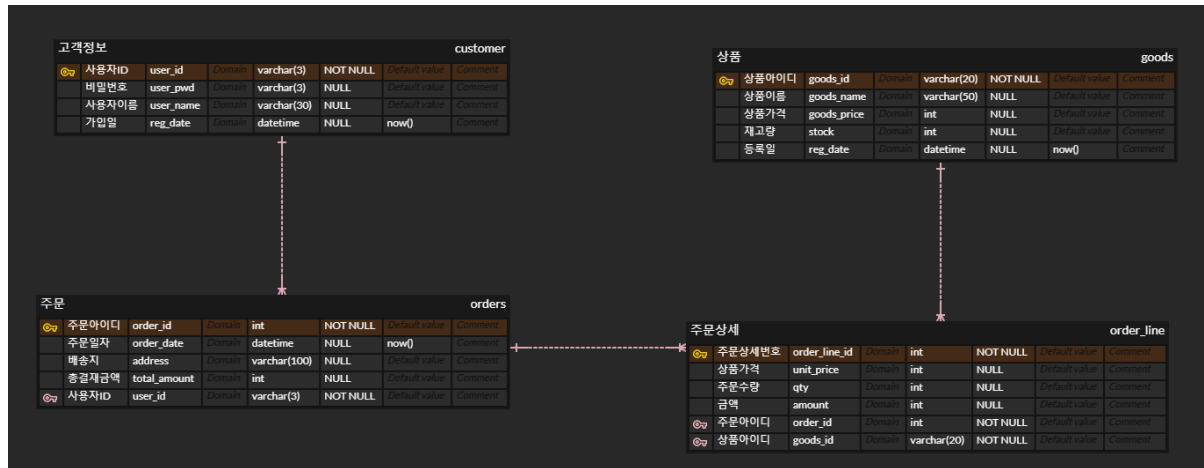 고객정보 customer
사용자ID user_id Domain varchar(3) NOT NULL Default value Comment
비밀번호 user_pwd Domain varchar(3) NULL Default value Comment
사용자이름 user_name Domain varchar(30) NULL Default value Comment
가입일 reg_date Domain datetime NULL now() Comment
상품 goods
상품아이디 goods_id Domain varchar(20) NOT NULL Default value Comment
상품이름 goods_name Domain varchar(50) NULL Default value Comment
상품가격 goods_price Domain int NULL Default value Comment
재고량 stock Domain int NULL Default value Comment
등록일 reg_date Domain datetime NULL now() Comment
주문 orders
주문아이디 order_id Domain int NOT NULL Default value Comment
주문일자 order_date Domain datetime NULL now() Comment
배송지 address Domain varchar(100) NULL Default value Comment
총결재금액 total_amount Domain int NULL Default value Comment
사용자ID user_id Domain varchar(3) NOT NULL Default value Comment
주문상세 order_line
주문상세번호 order_line_id Domain int NOT NULL Default value Comment
상품가격 unit_price Domain int NULL Default value Comment
주문수량 qty Domain int NULL Default value Comment
금액 amount Domain int NULL Default value Comment
주문아이디 order_id Domain int NOT NULL Default value Comment
상품아이디 goods_id Domain varchar(20) NOT NULL Default value Comment